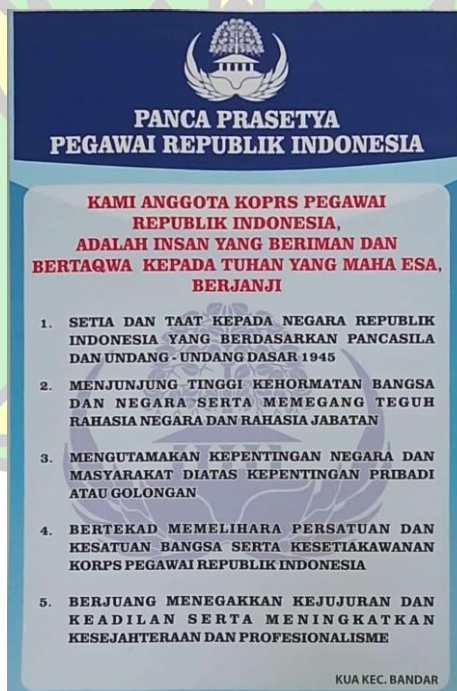 PANCA PRASETYA
PEGAWAI REPUBLIK INDONESIA
KAMI ANGGOTA KOPRS PEGAWAI
REPUBLIK INDONESIA,
ADALAH INSAN YANG BERIMAN DAN
BERTAQWA KEPADA TUHAN YANG MAHA ESA,
BERJANJI
1. SETIA DAN TAAT KEPADA NEGARA REPUBLIK
INDONESIA YANG BERDASARKAN PANCASILA
DAN UNDANG - UNDANG DASAR 1945
2. MENJUNJUNG TINGGI KEHORMATAN BANGSA
DAN NEGARA SERTA MEMEGANG TEGUH
RAHASIA NEGARA DAN RAHASIA JABATAN
3. MENGUTAMAKAN KEPENTINGAN NEGARA DAN
MASYARAKAT DIATAS KEPENTINGAN PRIBADI
ATAU GOLONGAN
4. BERTEKAD MEMELIHARA PERSATUAN DAN
KESATUAN BANGSA SERTA KESETIAKAWANAN
KORPS PEGAWAI REPUBLIK INDONESIA
5. BERJUANG MENEGAKKAN KEJUJURAN DAN
KEADILAN SERTA MENINGKATKAN
KESEJAHTERAAN DAN PROFESIONALISME
KUA KEC. BANDAR